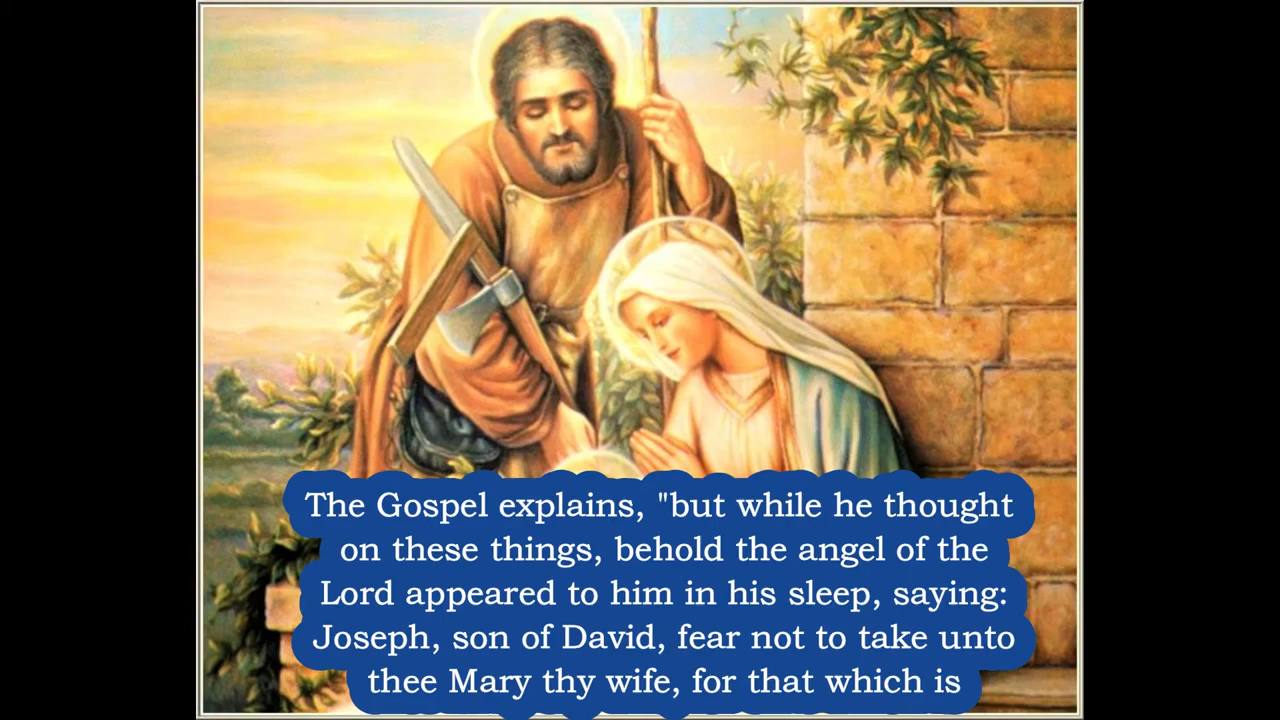 The Gospel explains, "but while he thought
on these things, behold the angel of the
Lord appeared to him in his sleep, saying:
Joseph, son of David, fear not to take unto
thee Mary thy wife, for that which is